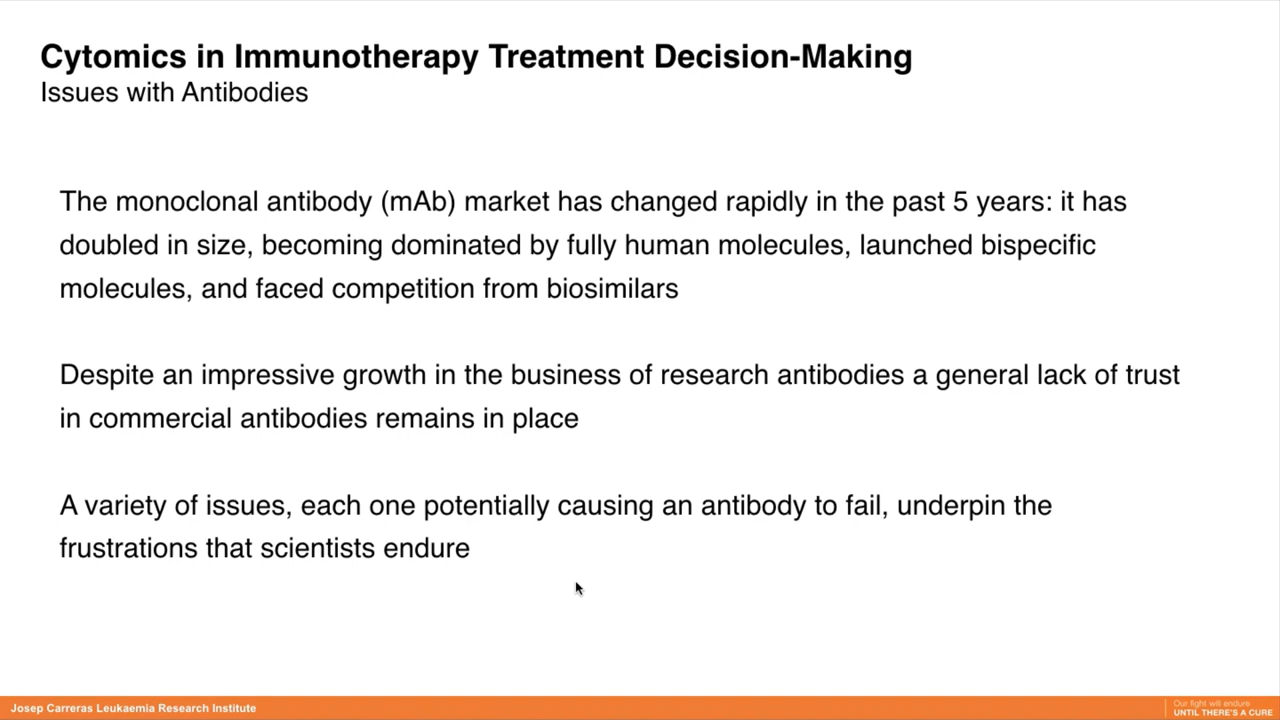 Cytomics in Immunotherapy Treatment Decision-Making
Issues with Antibodies
The monoclonal antibody (mAb) market has changed rapidly in the past 5 years: it has
doubled in size, becoming dominated by fully human molecules, launched bispecific
molecules, and faced competition from biosimilars
Despite an impressive growth in the business of research antibodies a general lack of trust
in commercial antibodies remains in place
A variety of issues, each one potentially causing an antibody to fail, underpin the
frustrations that scientists endure
Josep Carreras Leukaemia Research Institute
Our fight will endure
UNTIL THERE'S A CURE